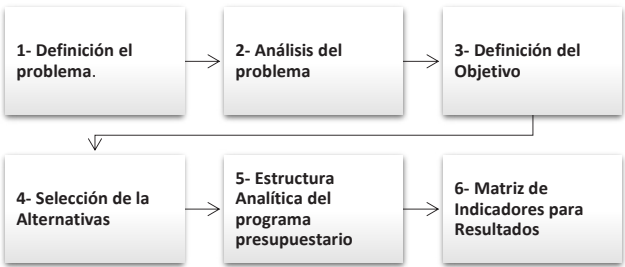 1- Definición el
problema.
2- Análisis del
problema
3- Definición del
Objetivo
4- Selección de la
Alternativas
5- Estructura
Analítica del
programa
presupuestario
6- Matriz de
Indicadores para
Resultados